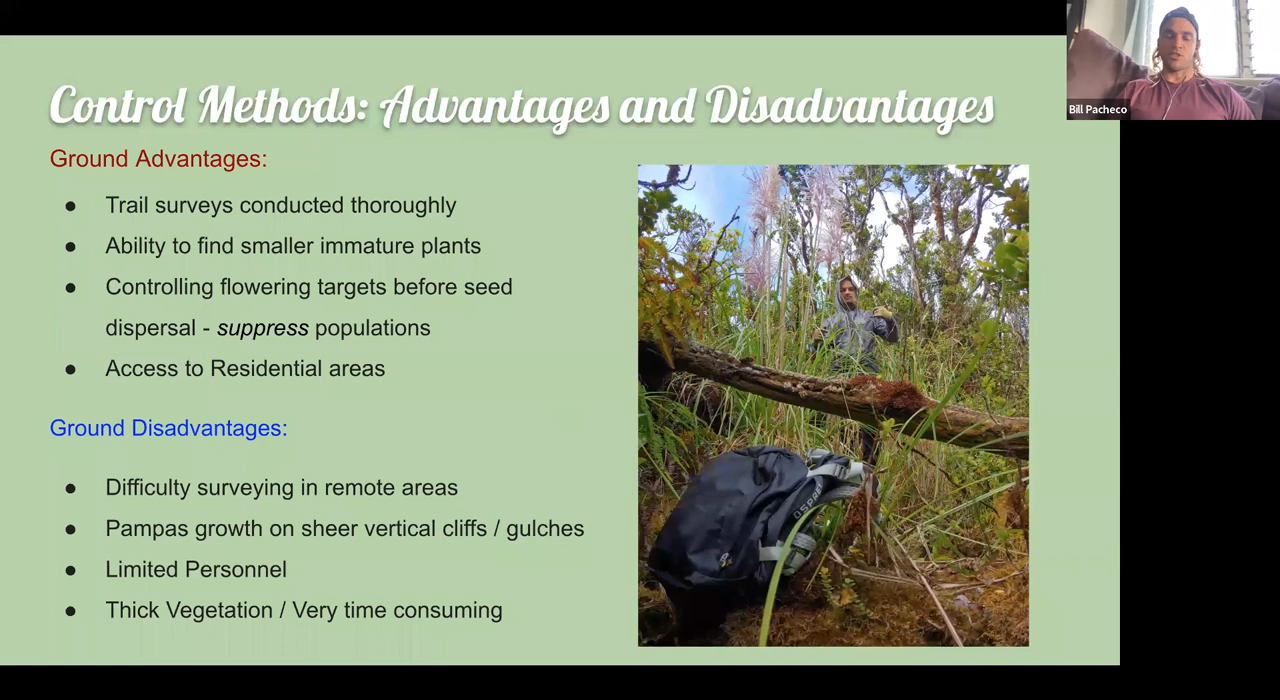 Control Methods: Advantages and Disadvantages
Ground Advantages:
● Trail surveys conducted thoroughly
● Ability to find smaller immature plants
● Controlling flowering targets before seed
dispersal - suppress populations
● Access to Residential areas
Ground Disadvantages:
● Difficulty surveying in remote areas
● Pampas growth on sheer vertical cliffs / gulches
● Limited Personnel
● Thick Vegetation / Very time consuming
OSPREY
Bill Pacheco